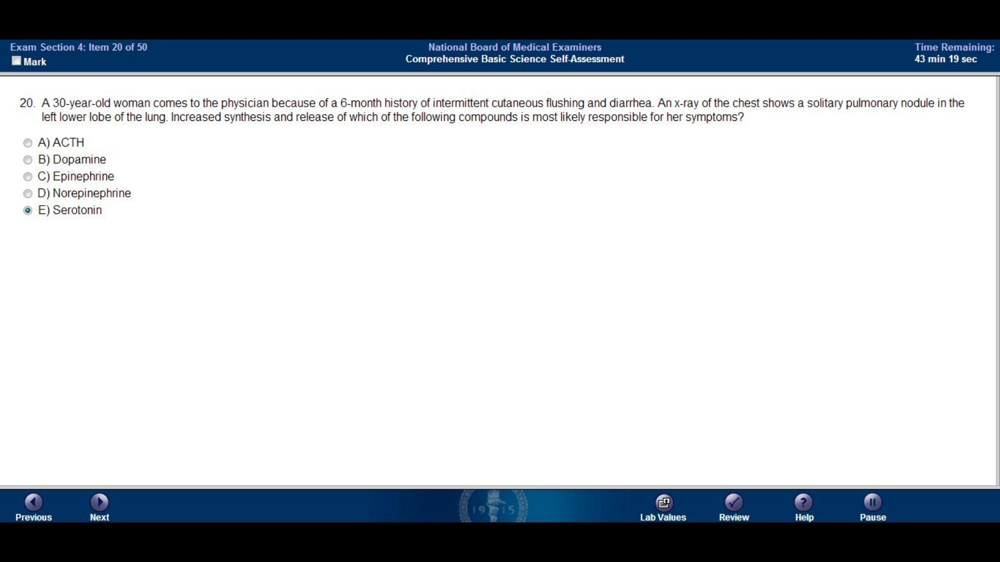 Exam Section 4: Item 20 of 50
National Board of Medical Examiners
Time Remaining:
Mark
Comprehensive Basic Science Self-Assessment
43 min 19 sec
20. A 30-year-old woman comes to the physician because of a 6-month history of intermittent cutaneous flushing and diarrhea. An x-ray of the chest shows a solitary pulmonary nodule in the
left lower lobe of the lung. Increased synthesis and release of which of the following compounds is most likely responsible for her symptoms?
A) ACTH
B) Dopamine
C) Epinephrine
D) Norepinephrine
E) Serotonin
1915
Previous
Next
Lab Values
Review
Help
Pause